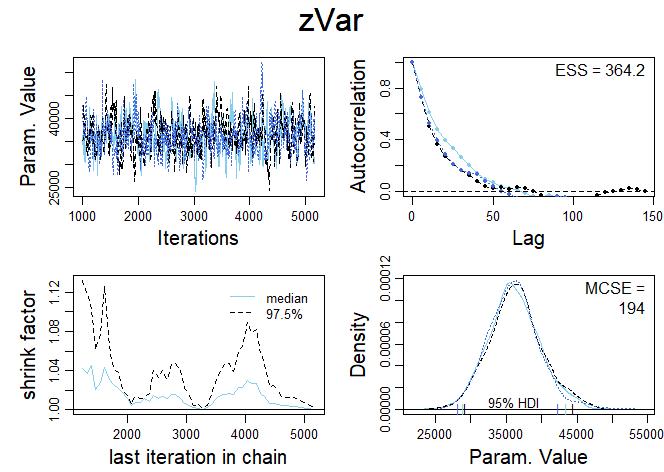 zVar
Param. Value
25000
40000
1000
2000
3000
4000
5000
Iterations
Autocorrelation
0.0
0.4
0.8
ESS = 364.2
0
50
100
150
Lag
shrink factor
1.00
1.04
1.08
1.12
median
97.5%
2000
3000
4000
5000
last iteration in chain
Density
0.00000
0.00006
0.00012
MCSE =
194
95% HDI
25000
35000
45000
55000
Param. Value